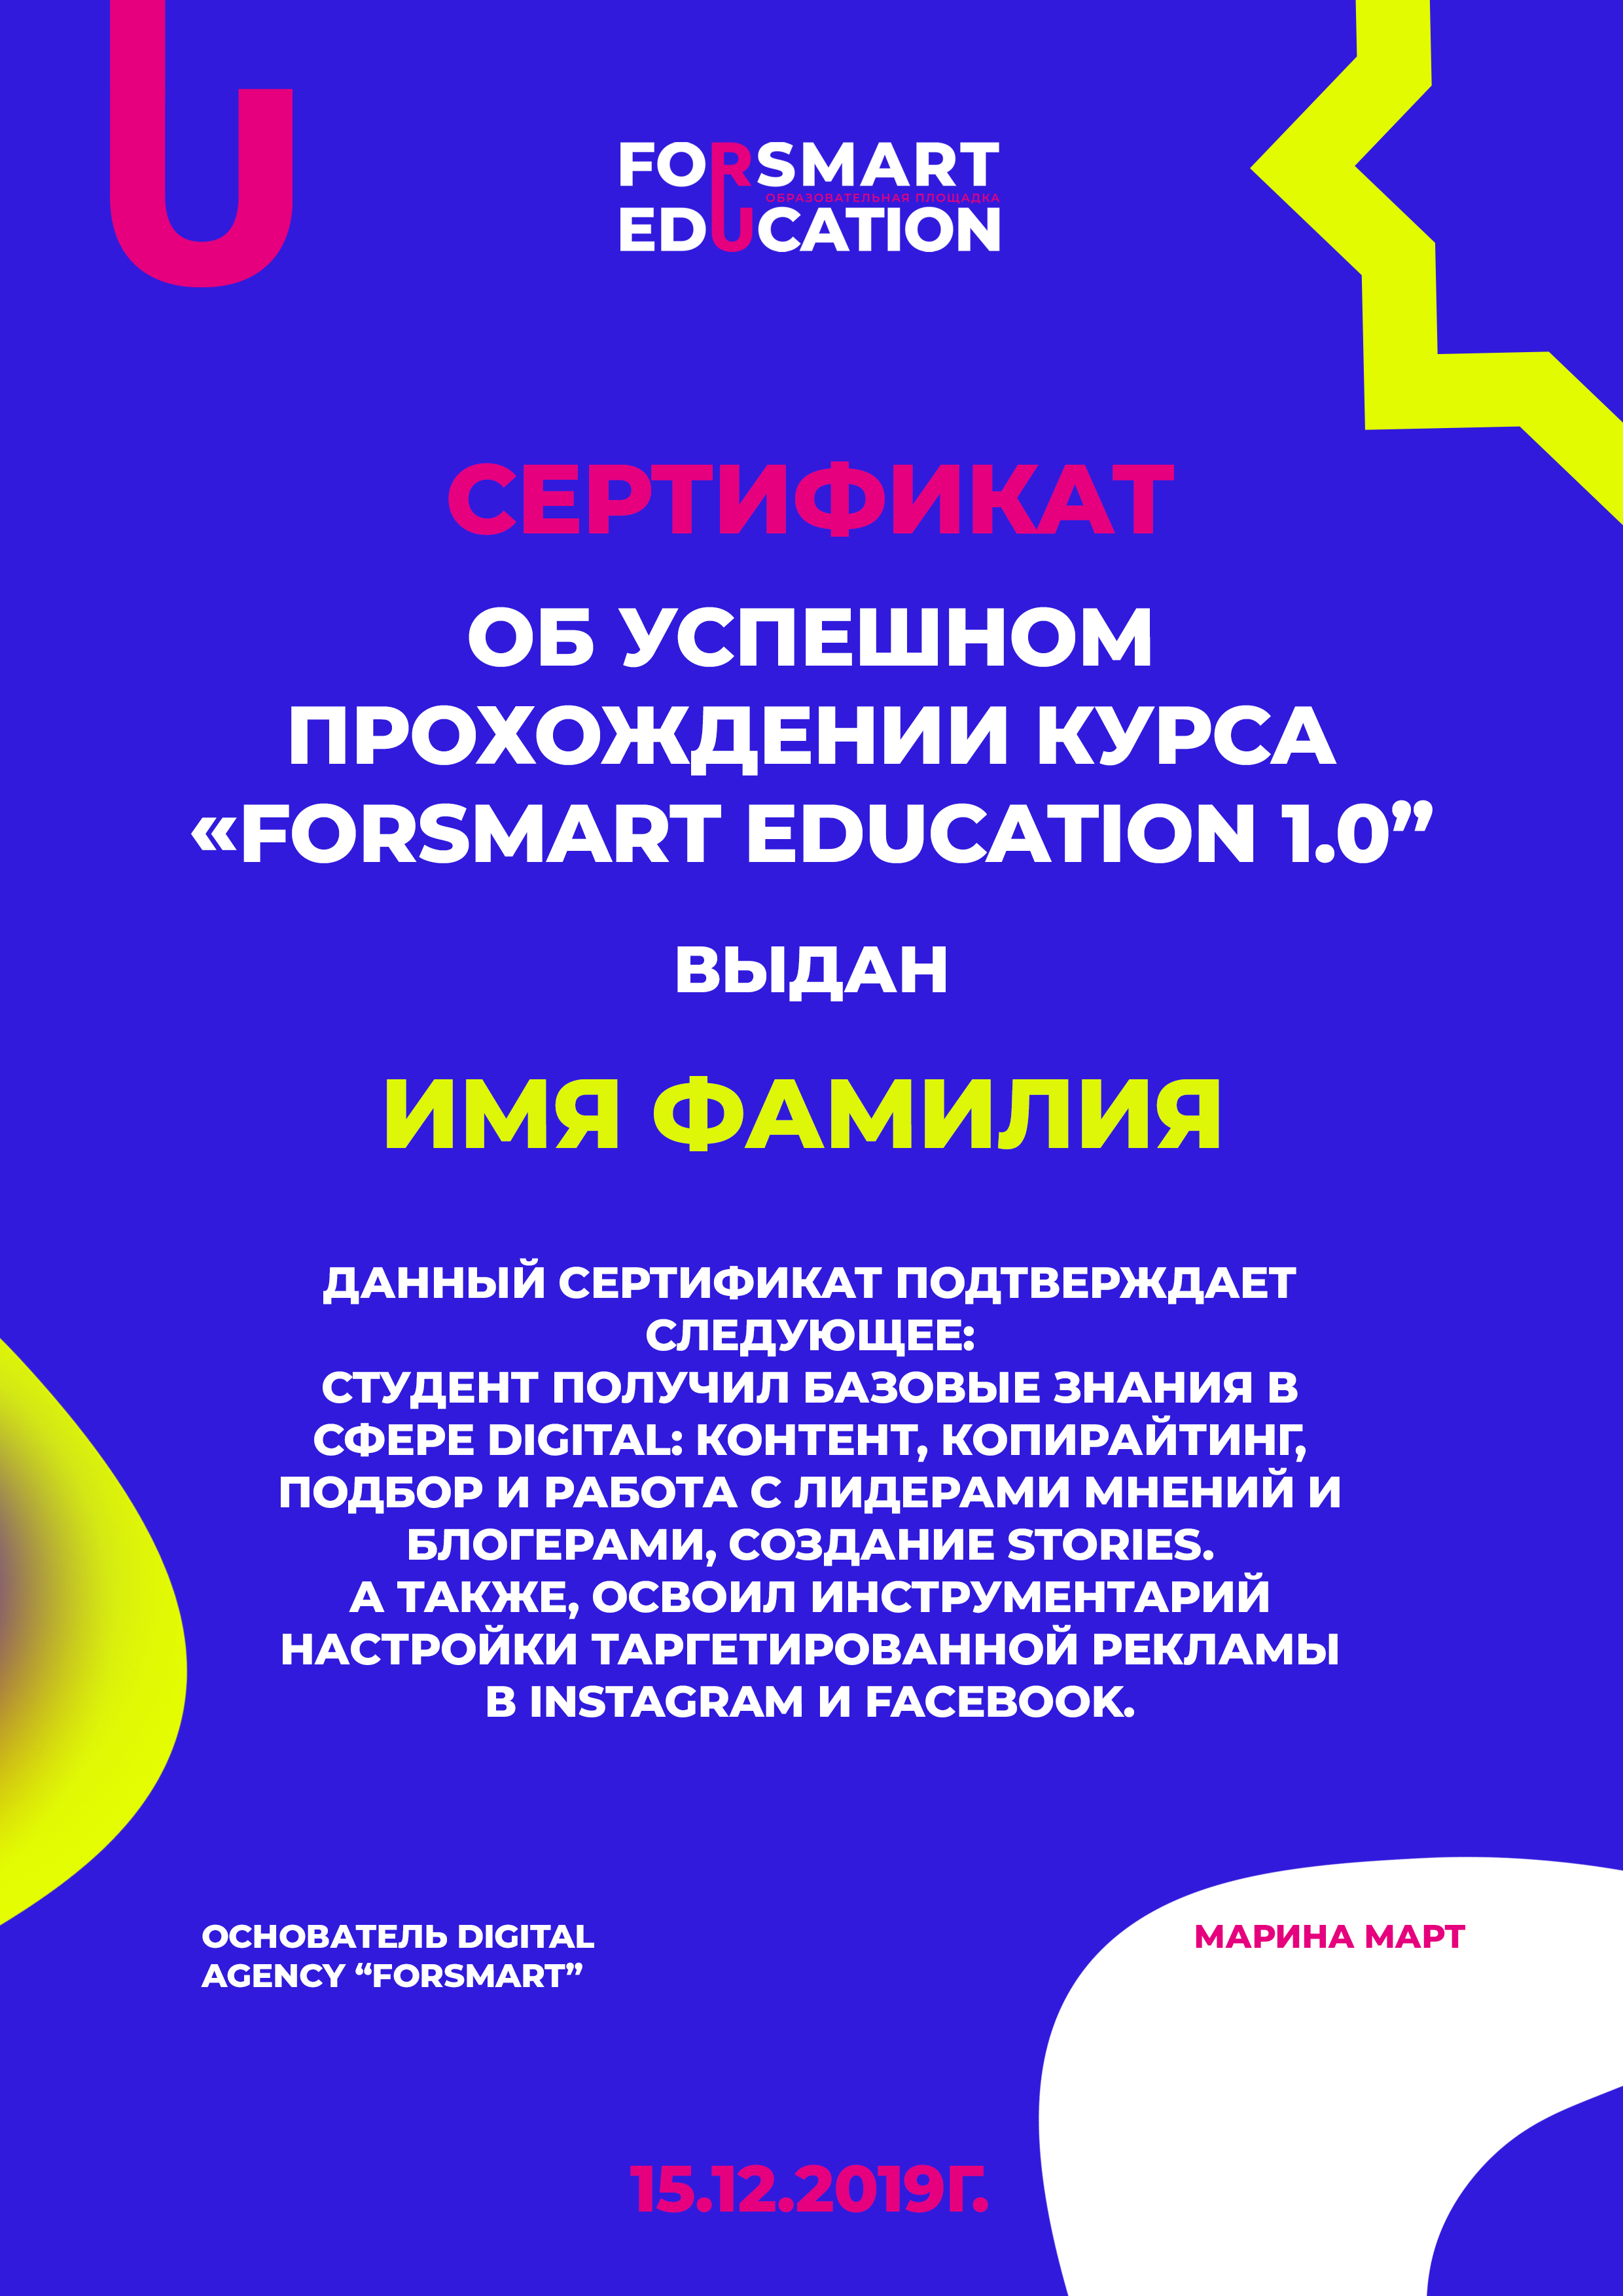 FORSMART
ОБРАЗОВАТЕЛЬНАЯ ПЛОЩАДКА
EDUCATION
СЕРТИФИКАТ
ОБ УСПЕШНОМ
ПРОХОЖДЕНИИ КУРСА
«FORSMART EDUCATION 1.0”
ВЫДАН
ИМЯ ФАМИЛИЯ
ДАННЫЙ СЕРТИФИКАТ ПОДТВЕРЖДАЕТ
СЛЕДУЮЩЕЕ:
СТУДЕНТ ПОЛУЧИЛ БАЗОВЫЕ ЗНАНИЯ В
СФЕРЕ DIGITAL: КОНТЕНТ, КОПИРАЙТИНГ,
ПОДБОР И РАБОТА С ЛИДЕРАМИ МНЕНИЙ И
БЛОГЕРАМИ, СОЗДАНИЕ STORIES.
А ТАКЖЕ, ОСВОИЛ ИНСТРУМЕНТАРИЙ
НАСТРОЙКИ ТАРГЕТИРОВАННОЙ РЕКЛАМЫ
В INSTAGRAM И FACEBOOK.
ОСНОВАТЕЛЬ DIGITAL
AGENCY “FORSMART”
МАРИНА МАРТ
15.12.2019Г.